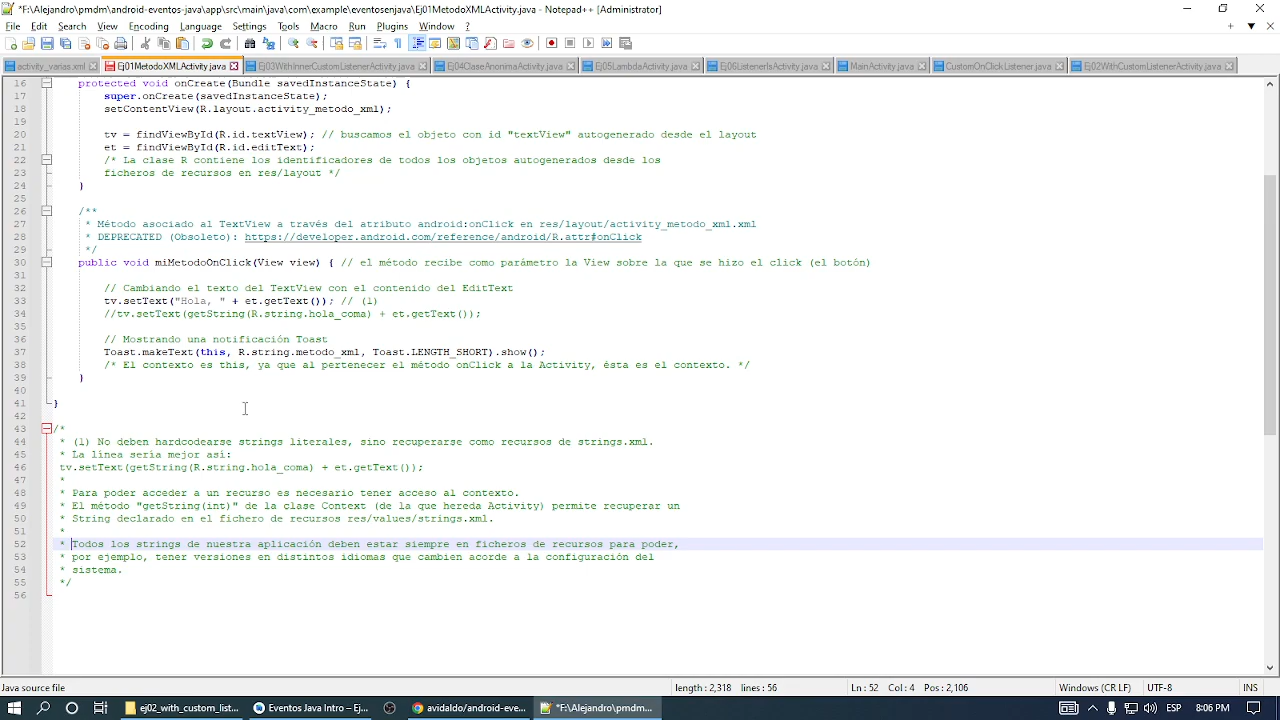 *F:\Alejandro\pmdm\android-eventos-java\app\src\main\java\com\example\eventosenjava\Ej01MetodoXMLActivity.java - Notepad++ [Administrator]
File Edit Search View Encoding Language Settings Tools Macro Run Plugins Window ?
activity_varias.xml Ej01MetodoXMLActivity.java Ej03WithInnerCustomListenerActivity.java Ej04ClaseAnonimaActivity.java Ej05LambdaActivity.java Ej06ListenerIsActivity.java MainActivity.java CustomOnClickListener.java Ej02WithCustomListenerActivity.java
16 protected void onCreate(Bundle savedInstanceState) {
17 super.onCreate(savedInstanceState);
18 setContentView(R.layout.activity_metodo_xml);
19
20 tv = findViewById(R.id.textView); // buscamos el objeto con id "textView" autogenerado desde el layout
21 et = findViewById(R.id.editText);
22 /* La clase R contiene los identificadores de todos los objetos autogenerados desde los
23 ficheros de recursos en res/layout */
24 }
25
26 /**
27 * Método asociado al TextView a través del atributo android:onClick en res/layout/activity_metodo_xml.xml
28 * DEPRECATED (Obsoleto): https://developer.android.com/reference/android/R.attr#onClick
29 */
30 public void miMetodoOnClick(View view) { // el método recibe como parámetro la View sobre la que se hizo el click (el botón)
31
32 // Cambiando el texto del TextView con el contenido del EditText
33 tv.setText("Hola, " + et.getText()); // (1)
34 //tv.setText(getString(R.string.hola_coma) + et.getText());
35
36 // Mostrando una notificación Toast
37 Toast.makeText(this, R.string.metodo_xml, Toast.LENGTH_SHORT).show();
38 /* El contexto es this, ya que al pertenecer el método onClick a la Activity, ésta es el contexto. */
39 }
40
41 }
42
43 /*
44 * (1) No deben hardcodearse strings literales, sino recuperarse como recursos de strings.xml.
45 * La línea sería mejor así:
46 tv.setText(getString(R.string.hola_coma) + et.getText());
47 *
48 * Para poder acceder a un recurso es necesario tener acceso al contexto.
49 * El método "getString(int)" de la clase Context (de la que hereda Activity) permite recuperar un
50 * String declarado en el fichero de recursos res/values/strings.xml.
51 *
52 * Todos los strings de nuestra aplicación deben estar siempre en ficheros de recursos para poder,
53 * por ejemplo, tener versiones en distintos idiomas que cambien acorde a la configuración del
54 * sistema.
55 */
56
Java source file length : 2,318 lines : 56 Ln : 52 Col : 4 Pos : 2,106 Windows (CR LF) UTF-8 INS
ej02_with_custom_list... Eventos Java Intro – Ej... avidaldo/android-eve... *F:\Alejandro\pmdm... ESP 8:06 PM